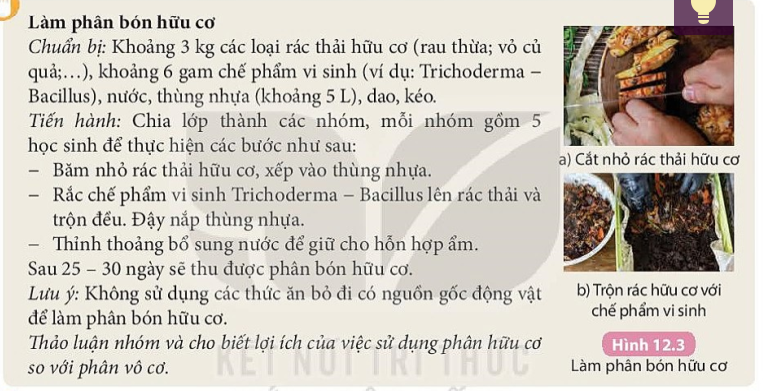 Làm phân bón hữu cơ
Chuẩn bị: Khoảng 3 kg các loại rác thải hữu cơ (rau thừa; vỏ củ
quả;...), khoảng 6 gam chế phẩm vi sinh (ví dụ: Trichoderma –
Bacillus), nước, thùng nhựa (khoảng 5 L), dao, kéo.
Tiến hành: Chia lớp thành các nhóm, mỗi nhóm gồm 5
học sinh để thực hiện các bước như sau:
– Băm nhỏ rác thải hữu cơ, xếp vào thùng nhựa.
– Rắc chế phẩm vi sinh Trichoderma – Bacillus lên rác thải và
trộn đều. Đậy nắp thùng nhựa.
– Thỉnh thoảng bổ sung nước để giữ cho hỗn hợp ẩm.
Sau 25 – 30 ngày sẽ thu được phân bón hữu cơ.
Lưu ý: Không sử dụng các thức ăn bỏ đi có nguồn gốc động vật
để làm phân bón hữu cơ.
Thảo luận nhóm và cho biết lợi ích của việc sử dụng phân hữu cơ
so với phân vô cơ.
KẾT NỐI TRI THỨC
a) Cắt nhỏ rác thải hữu cơ
b) Trộn rác hữu cơ với
chế phẩm vi sinh
Hình 12.3
Làm phân bón hữu cơ